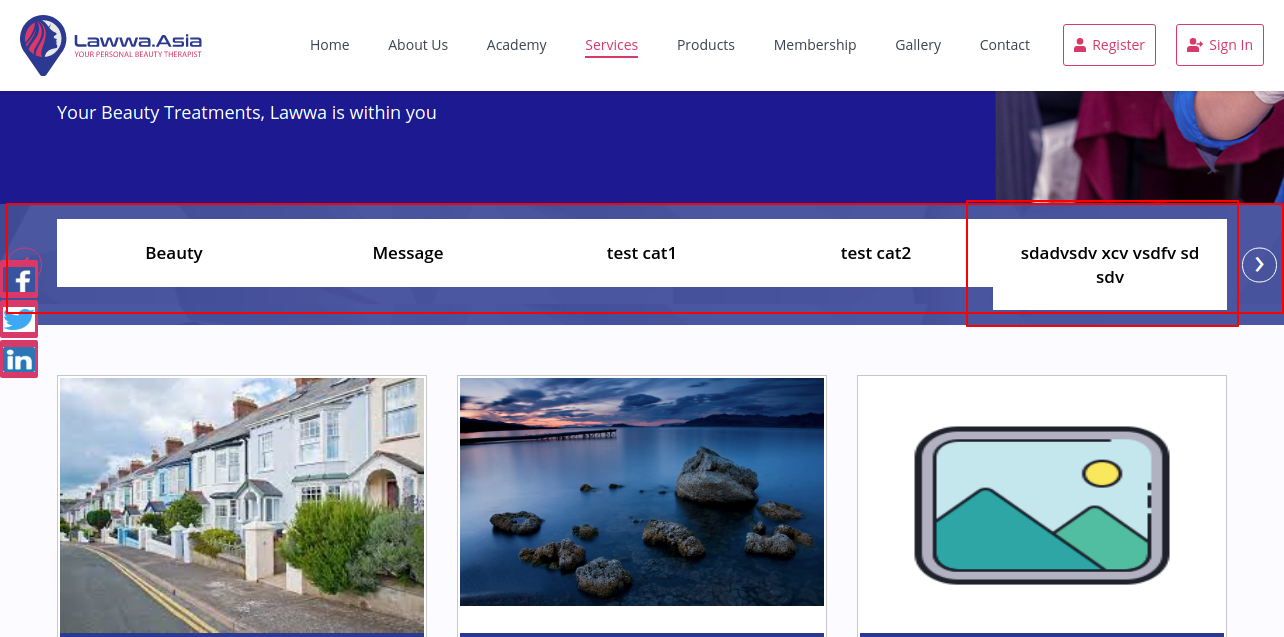 Lawwa.Asia
YOUR PERSONAL BEAUTY THERAPIST
Home
About Us
Academy
Services
Products
Membership
Gallery
Contact
Register
Sign In
Your Beauty Treatments, Lawwa is within you
Beauty
Message
test cat1
test cat2
sdadvsdv xcv vsdfv sd
sdv
f
in